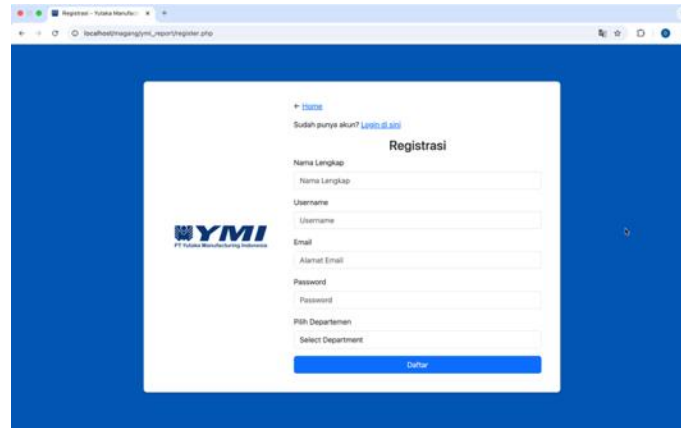 Registrasi - Yutaka Manufac
localhost/magang/ymi_report/register.php
← Home
Sudah punya akun? Login di sini
Registrasi
Nama Lengkap
Nama Lengkap
Username
Username
YMI
PT Yutaka Manufacturing Indonesia
Email
Alamat Email
Password
Password
Pilih Departemen
Select Department
Daftar